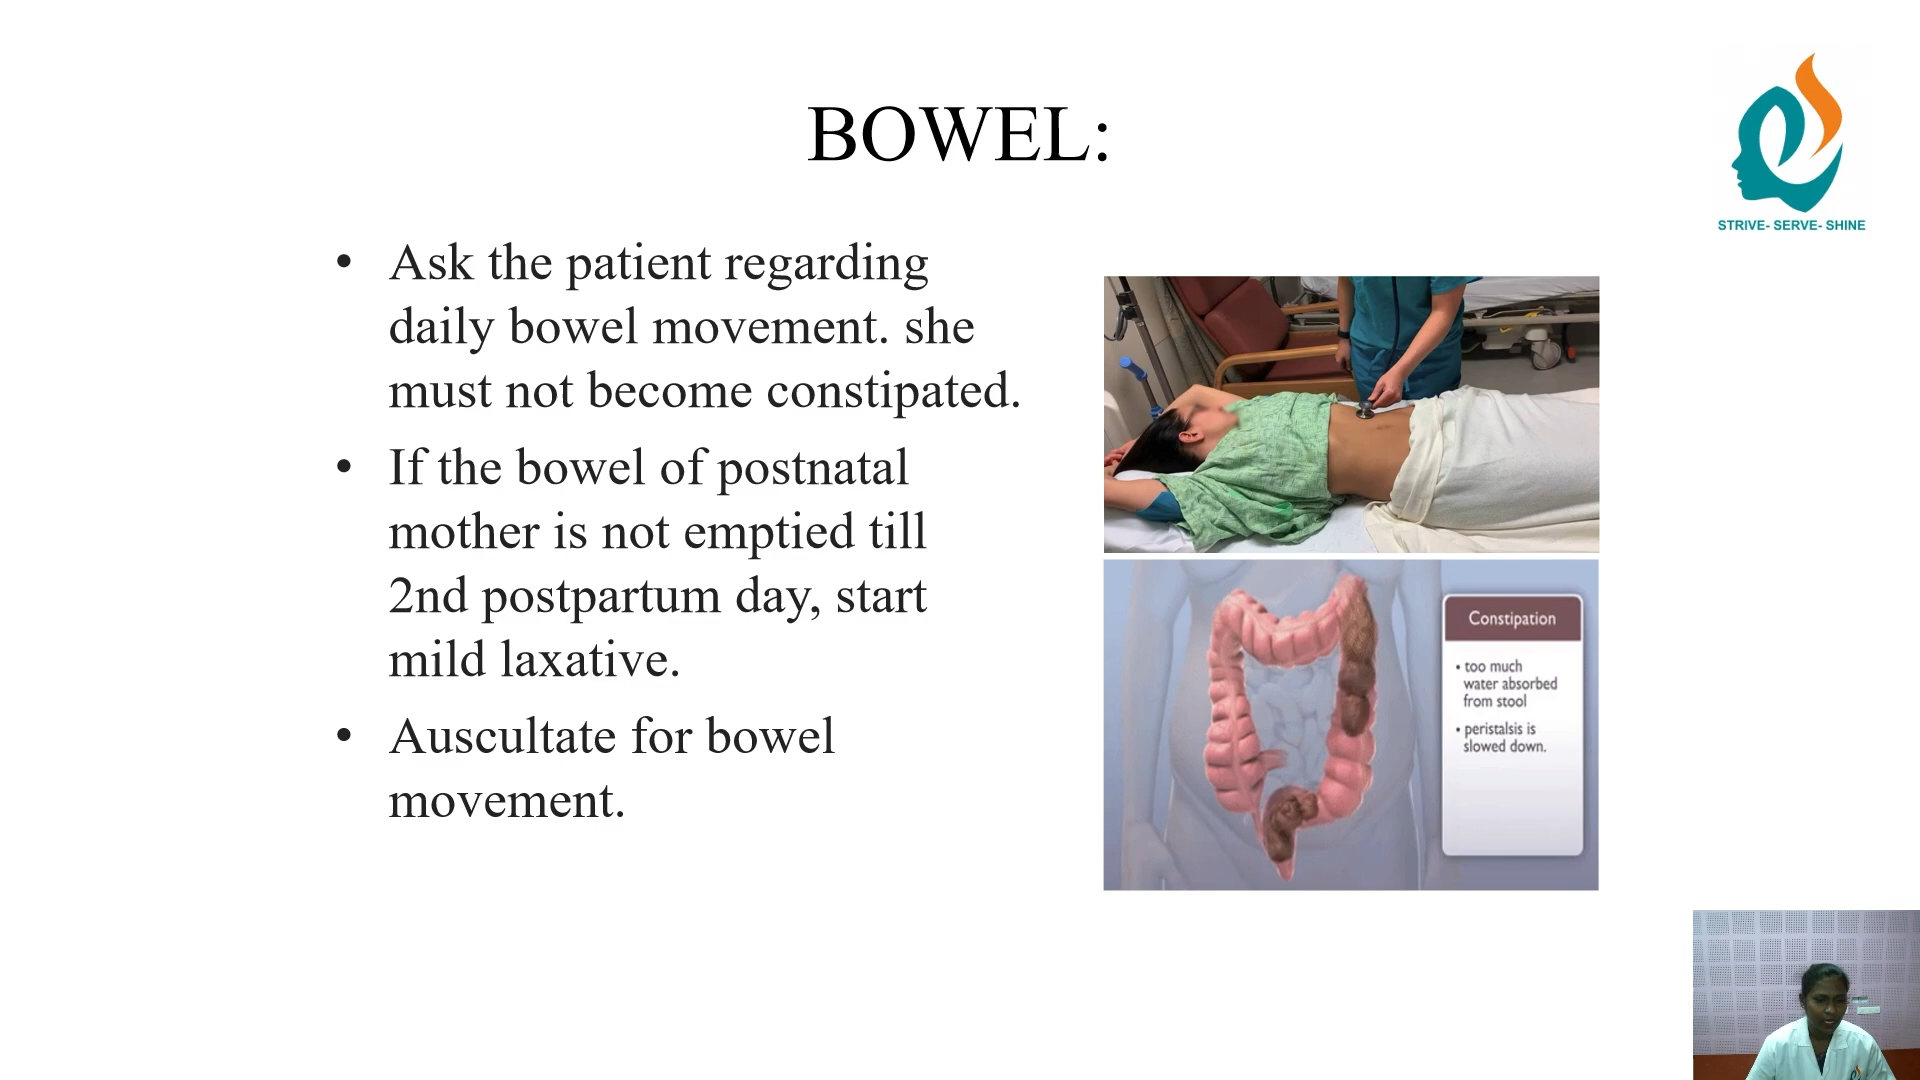 BOWEL:
STRIVE- SERVE- SHINE
• Ask the patient regarding
daily bowel movement. she
must not become constipated.
• If the bowel of postnatal
mother is not emptied till
2nd postpartum day, start
mild laxative.
• Auscultate for bowel
movement.
Constipation
• too much
water absorbed
from stool
• peristalsis is
slowed down.